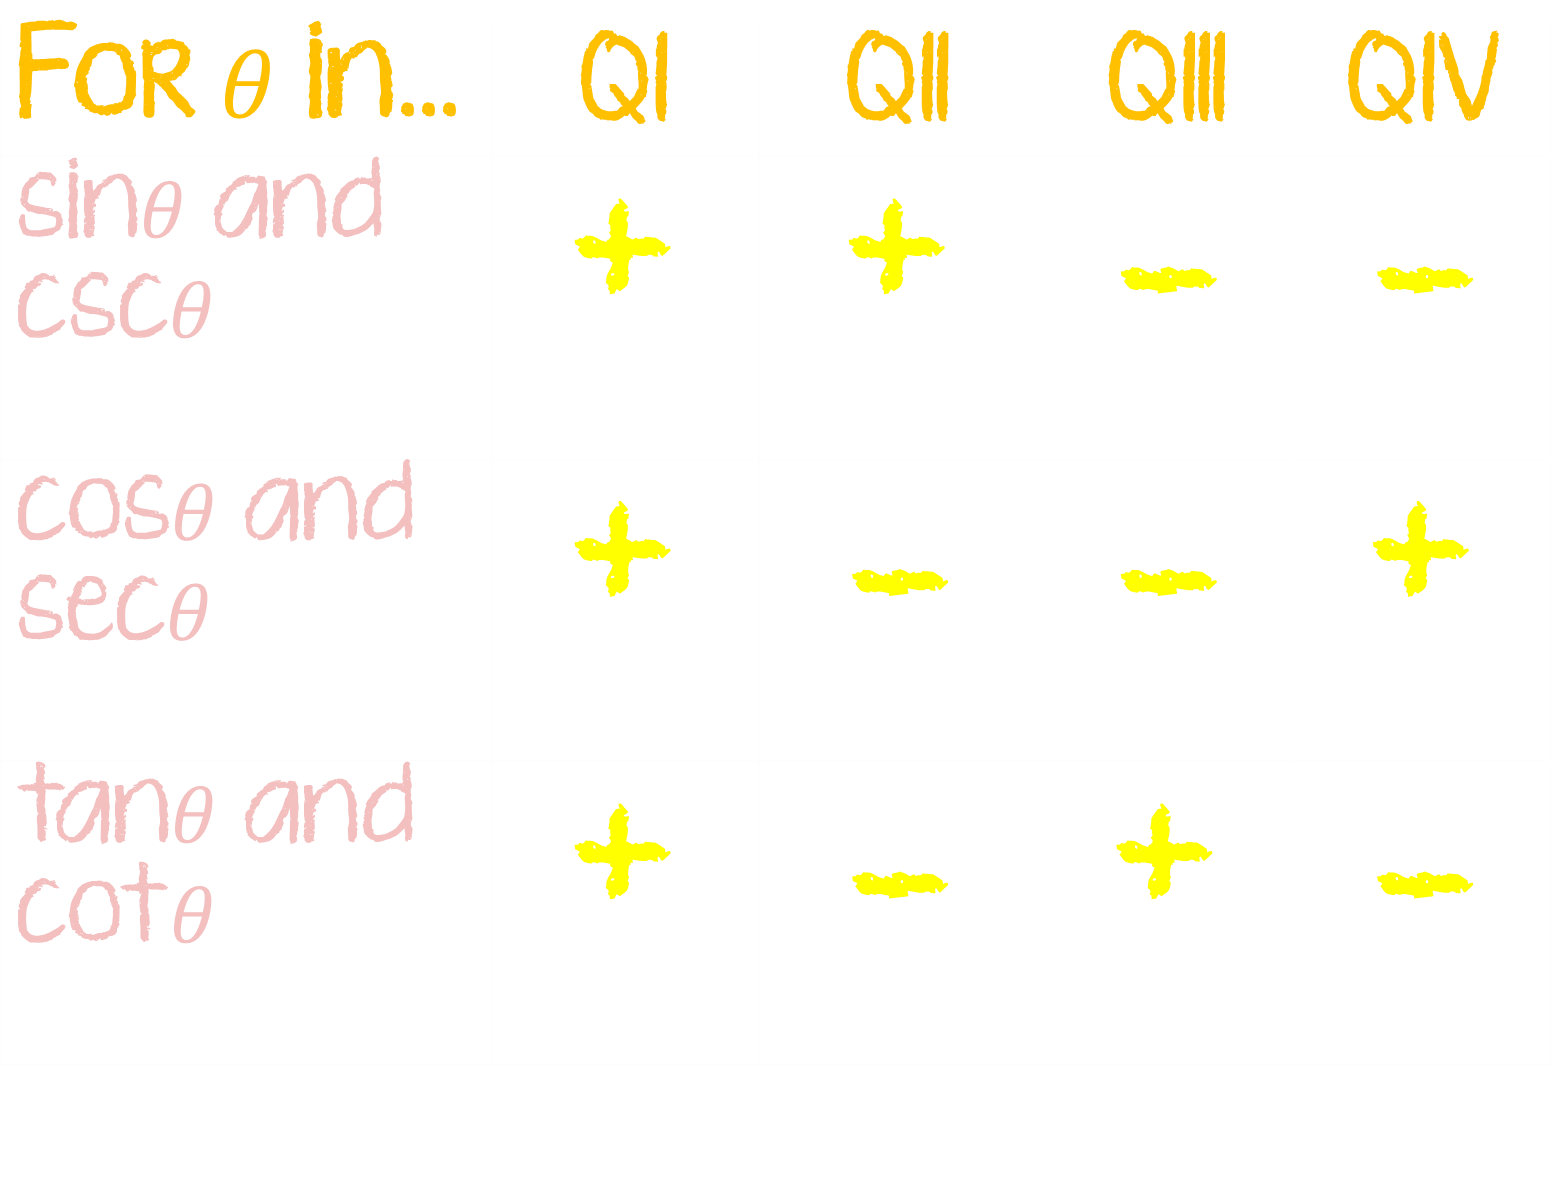 For θ in... QI QII QIII QIV
sinθ and
cscθ
+ + - -
cosθ and
secθ
+ - - +
tanθ and
cotθ
+ - + -